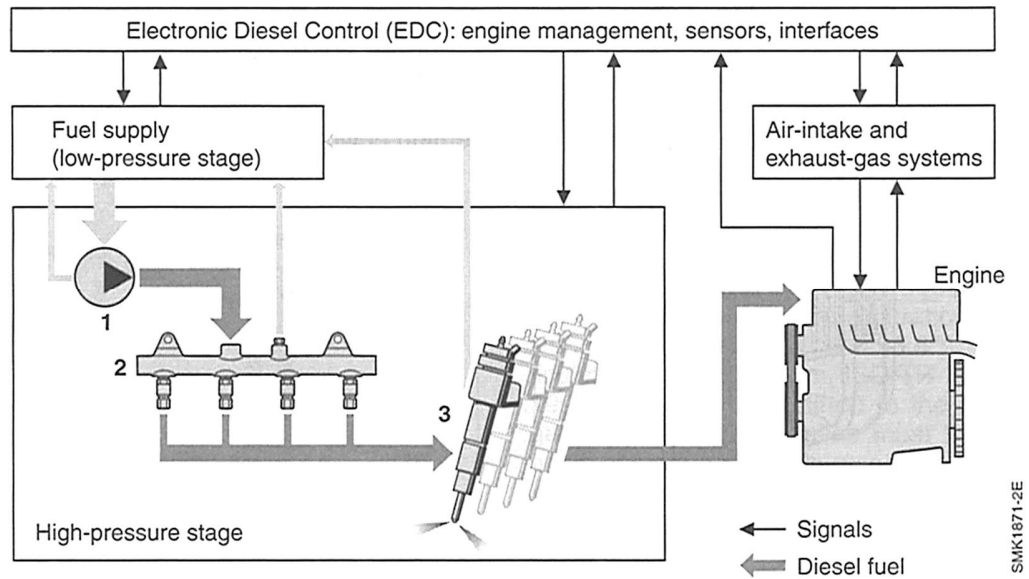 Electronic Diesel Control (EDC): engine management, sensors, interfaces
Fuel supply
(low-pressure stage)
Air-intake and
exhaust-gas systems
1
Engine
2
3
High-pressure stage
Signals
Diesel fuel
SMK1871-2E